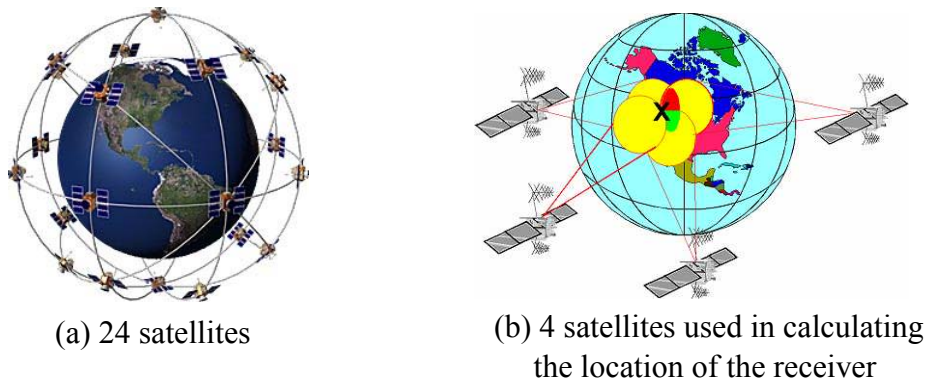 X
(a) 24 satellites
(b) 4 satellites used in calculating
the location of the receiver